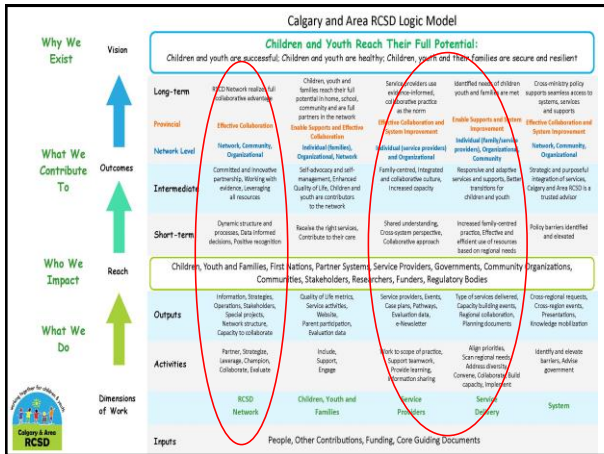 Calgary and Area RCSD Logic Model
Why We Exist
Vision
Children and Youth Reach Their Full Potential:
Children and youth are successful; Children and youth are healthy; Children, youth and their families are secure and resilient
What We Contribute To
Outcomes
Long-term
RCSD Network realizes full collaborative advantage
Children, youth and families reach their full potential in home, school, community and are full partners in the network
Service providers use evidence-informed, collaborative practice as the norm
Identified needs of children youth and families are met
Cross-ministry policy supports seamless access to systems, services and supports
Provincial
Effective Collaboration
Enable Supports and Effective Collaboration
Effective Collaboration and System Improvement
Enable Supports and System Improvement
Effective Collaboration and System Improvement
Network Level
Network, Community, Organizational
Individual (families), Organizational, Network
Individual (service providers) and Organizational
Individual (family/service providers), Organizational, Community
Network, Community, Organizational
Intermediate
Committed and Innovative partnership, Working with evidence, Leveraging all resources
Self-advocacy and self-management, Enhanced Quality of Life, Children and youth are contributors to the network
Family-centred, Integrated and collaborative culture, Increased capacity
Responsive and adaptive services and supports, Better transitions for children and youth
Strategic and purposeful integration of services, Calgary and Area RCSD is a trusted advisor
Short-term
Dynamic structure and processes, Data informed decisions, Positive recognition
Receive the right services, Contribute to their care
Shared understanding, Cross-system perspective, Collaborative approach
Increased family-centred practice, Effective and efficient use of resources based on regional needs
Policy barriers identified and elevated
Who We Impact
Reach
Children, Youth and Families, First Nations, Partner Systems, Service Providers, Governments, Community Organizations, Communities, Stakeholders, Researchers, Funders, Regulatory Bodies
What We Do
Outputs
Information, Strategies, Operations, Stakeholders, Special projects, Network structure, Capacity to collaborate
Quality of Life metrics, Service activities, Website, Parent participation, Evaluation data
Service providers, Events, Case plans, Pathways, Evaluation data, e-Newsletter
Type of services delivered, Capacity building events, Regional collaboration, Planning documents
Cross-regional requests, Cross-region events, Presentations, Knowledge mobilization
Activities
Partner, Strategize, Leverage, Champion, Collaborate, Evaluate
Include, Support, Engage
Work to scope of practice, Support teamwork, Provide learning, Information sharing
Align priorities, Scan regional needs, Address diversity, Convene, Collaborate, Build capacity, Implement
Identify and elevate barriers, Advise government
Dimensions of Work
RCSD Network
Children, Youth and Families
Service Providers
Service Delivery
System
Inputs
People, Other Contributions, Funding, Core Guiding Documents
Working together for children & youth
Calgary & Area
RCSD